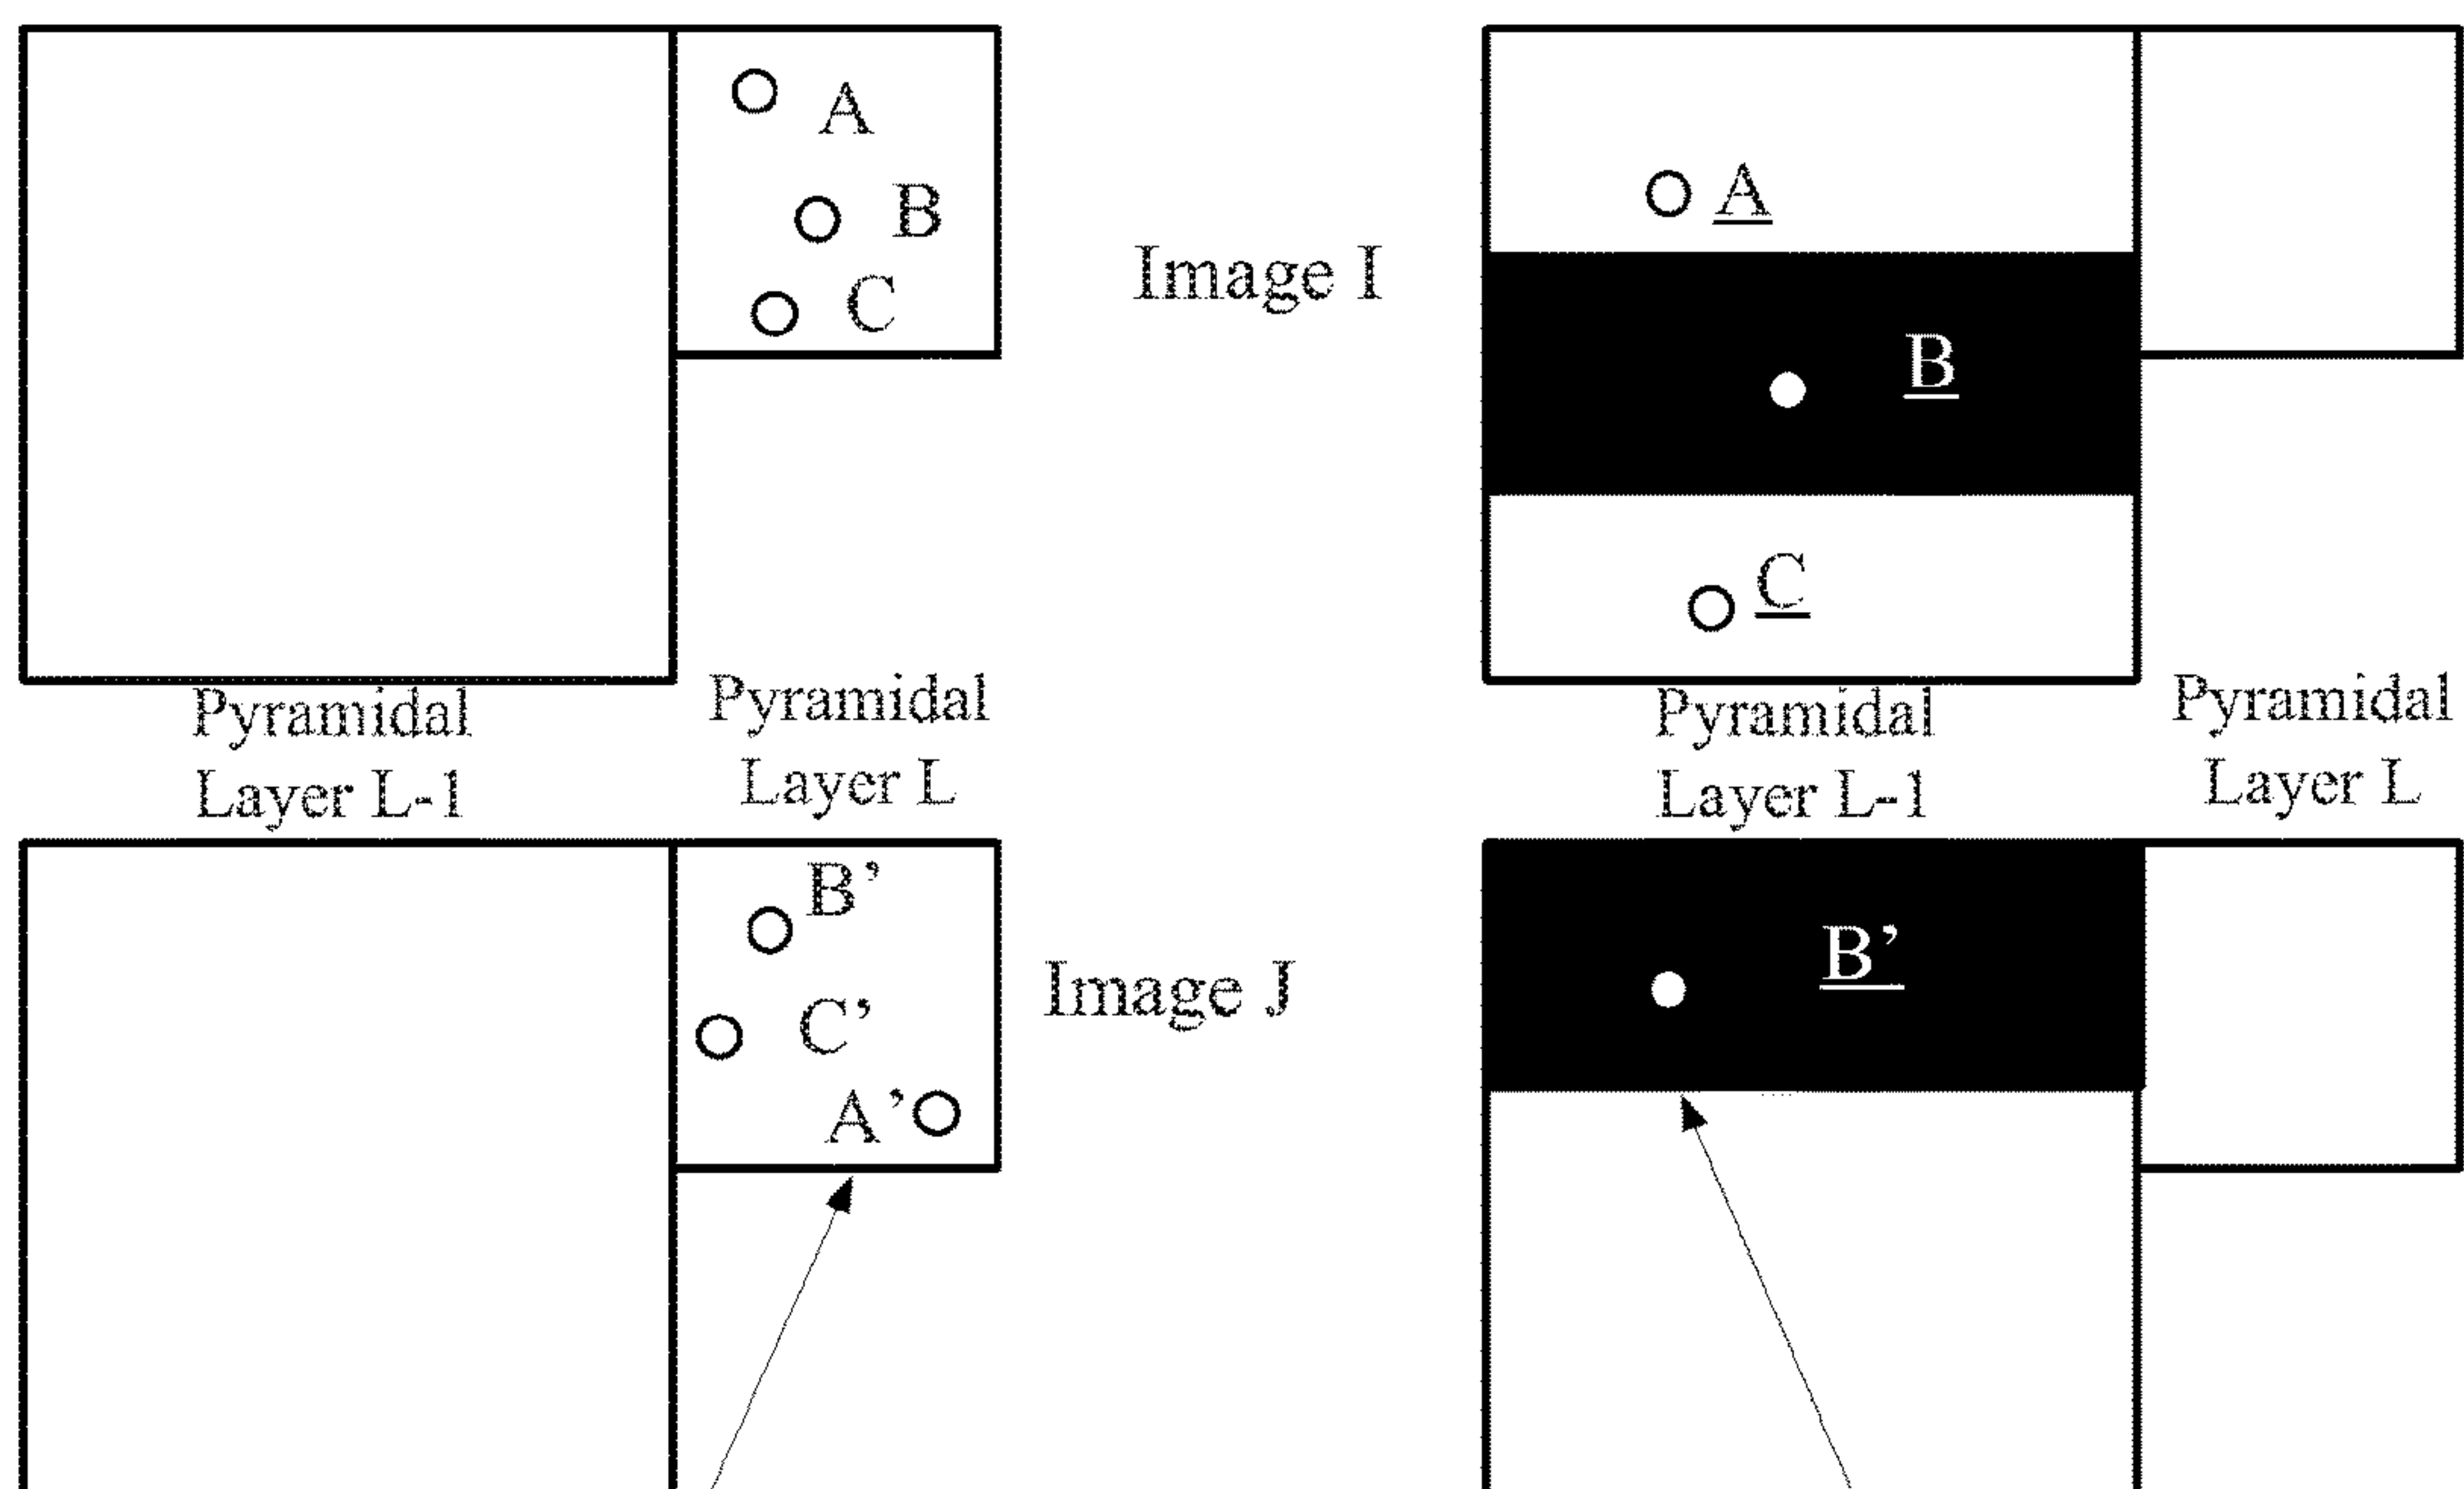 A
B
C
Image I
A
B
C
Pyramidal
Layer L-1
Pyramidal
Layer L
Pyramidal
Layer L-1
Pyramidal
Layer L
B’
C’
A’
Image J
B’